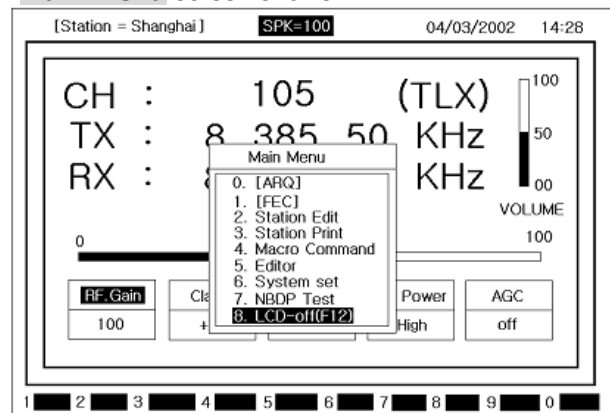 [Station = Shanghai] SPK=100 04/03/2002 14:28
CH : 105 (TLX)
TX : 8 385 50 KHz
RX : KHz
100
50
00
VOLUME
Main Menu
0. [ARQ]
1. [FEC]
2. Station Edit
3. Station Print
4. Macro Command
5. Editor
6. System set
7. NBDP Test
8. LCD-off(F12)
0 100
RF.Gain Cla Power AGC
100 + High off
1 2 3 4 5 6 7 8 9 0